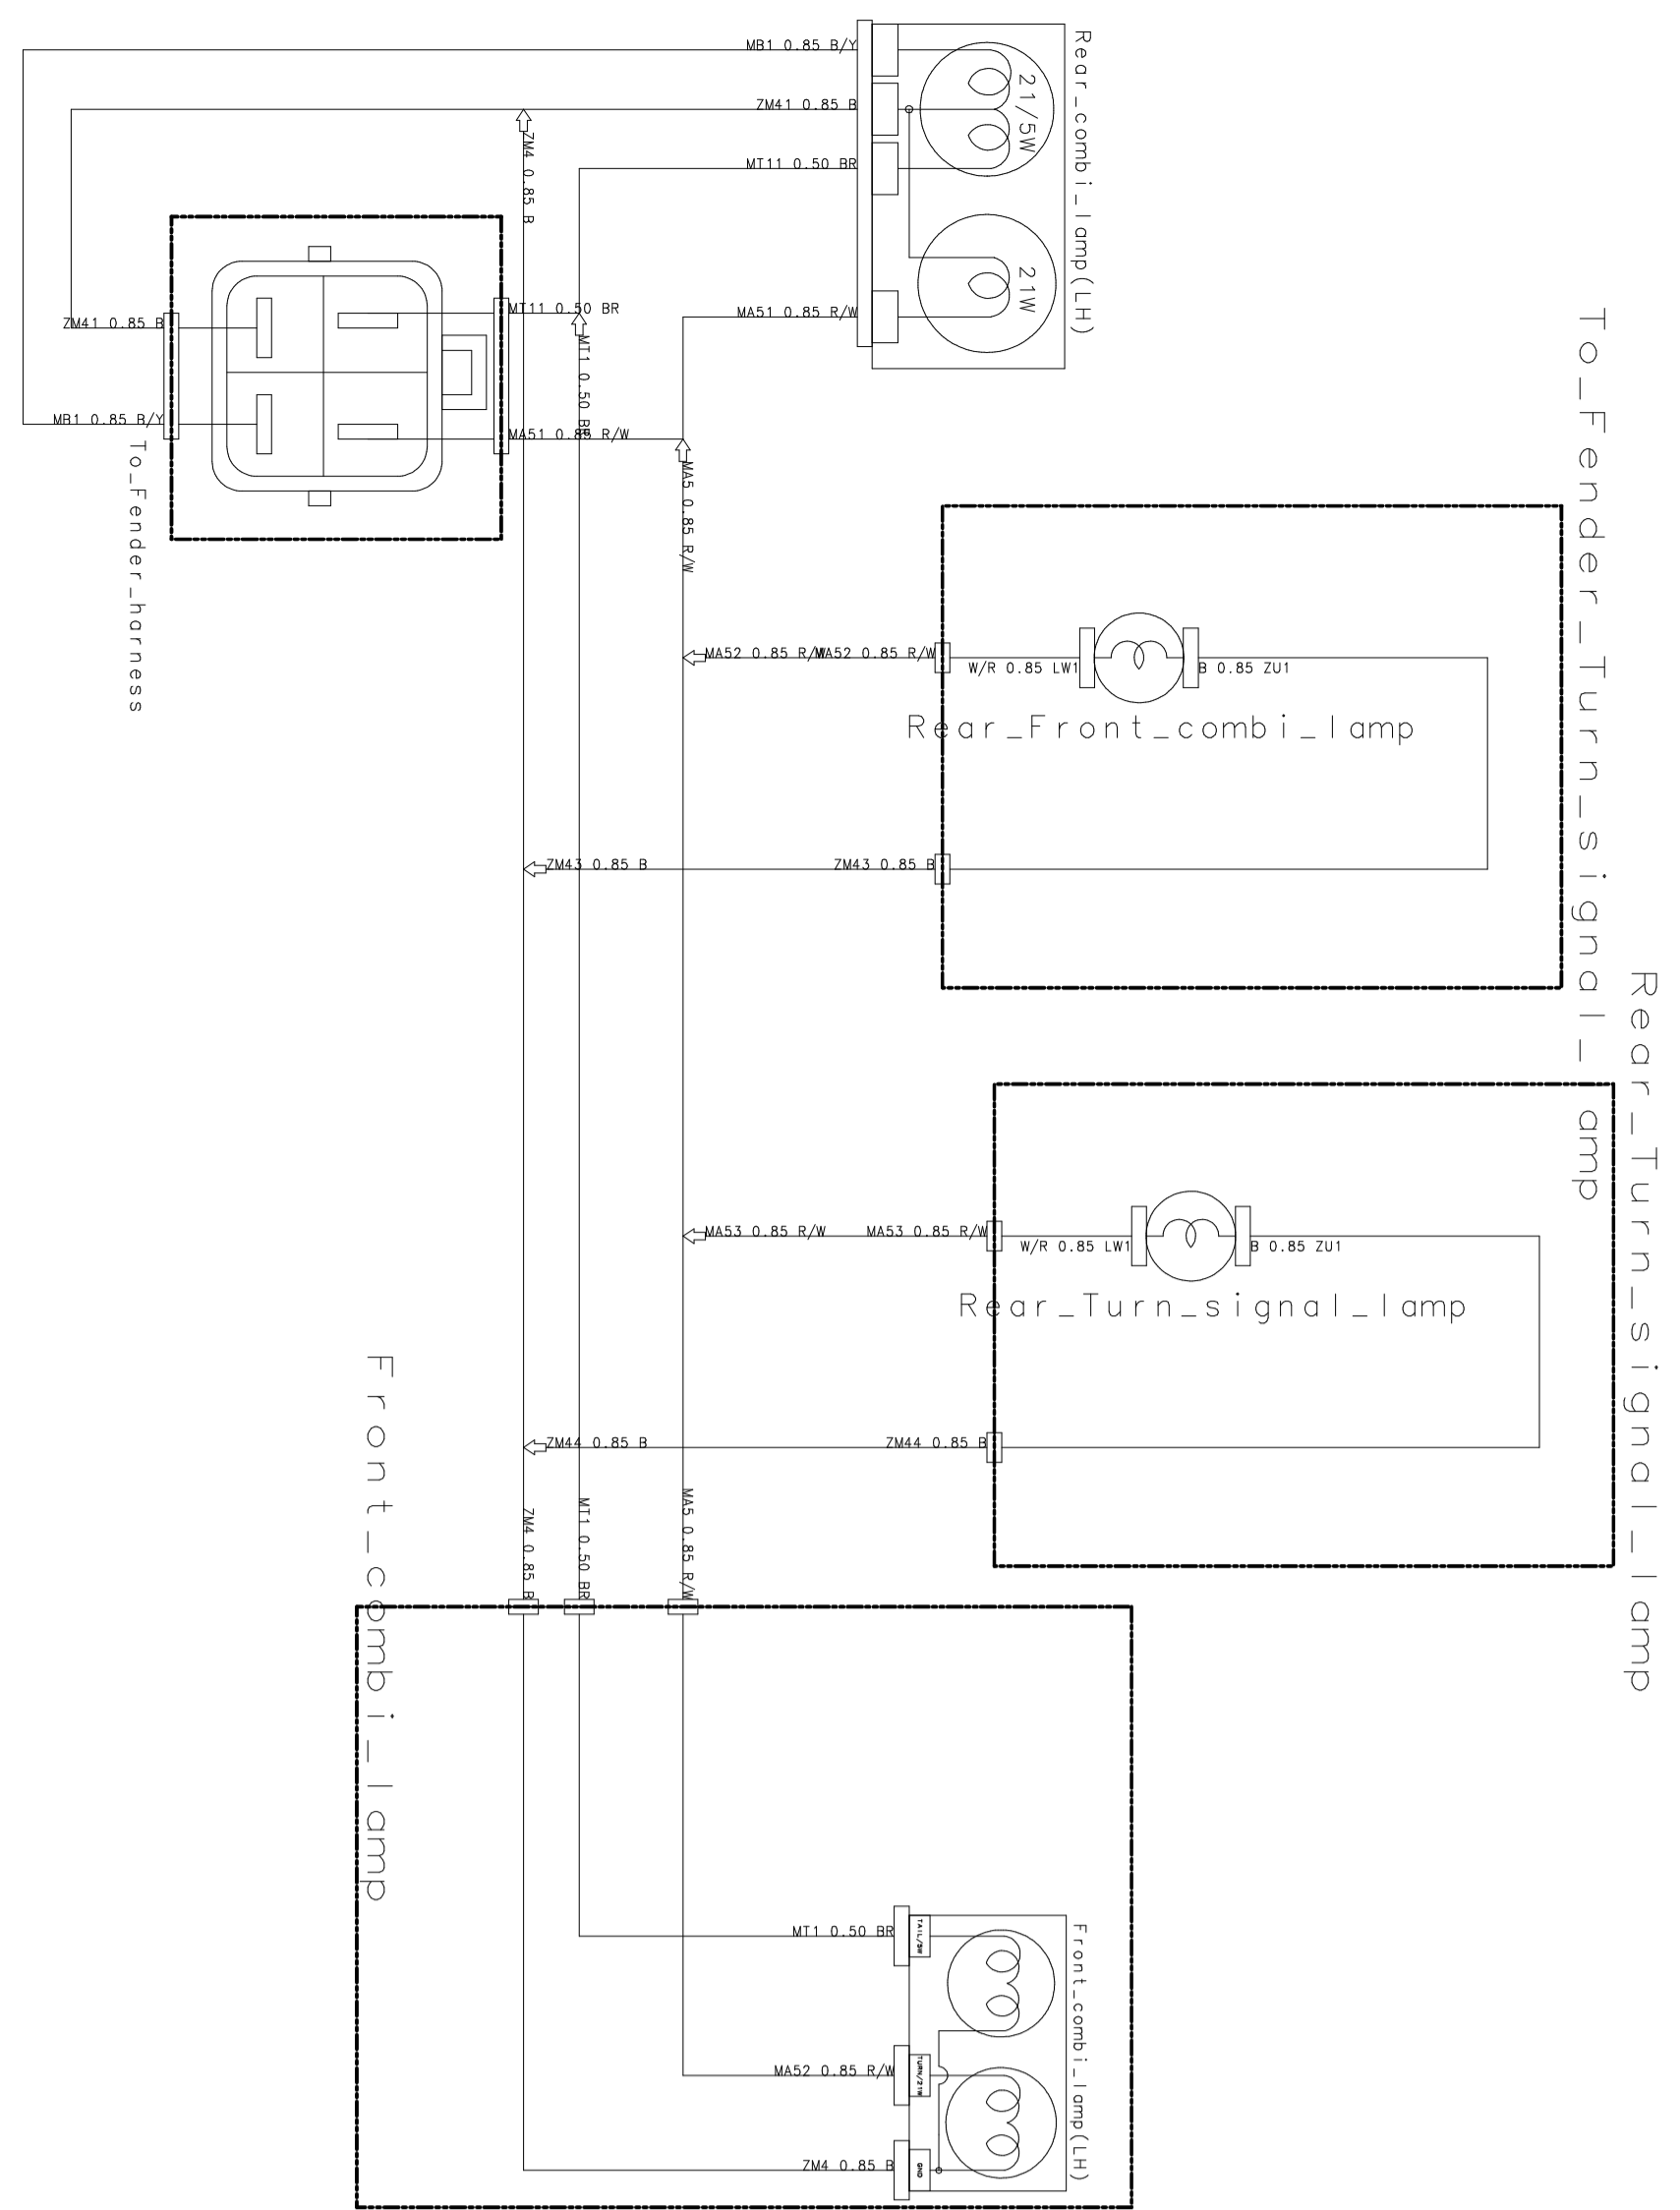 MB1 0.85 B/Y
ZM41 0.85 B
MT11 0.50 BR
MA51 0.85 R/W
21/5W
21W
Rear_combi_lamp(LH)
ZM4 0.85 B
ZM41 0.85 B
MB1 0.85 B/Y
MT11 0.50 BR
MT1 0.50 BR
MA51 0.85 R/W
MA5 0.85 R/W
To_Fender_harness
To_Fender_Turn_signal_lamp
MA52 0.85 R/W
MA52 0.85 R/W
W/R 0.85 LW1
B 0.85 ZU1
Rear_Front_combi_lamp
ZM43 0.85 B
ZM43 0.85 B
Rear_Turn_signal_lamp
MA53 0.85 R/W
MA53 0.85 R/W
W/R 0.85 LW1
B 0.85 ZU1
Rear_Turn_signal_lamp
ZM44 0.85 B
ZM44 0.85 B
ZM4 0.85 B
MT1 0.50 BR
MA5 0.85 R/W
Front_combi_lamp
MT1 0.50 BR
TAIL/5W
MA52 0.85 R/W
TURN/21W
ZM4 0.85 B
GND
Front_combi_lamp(LH)